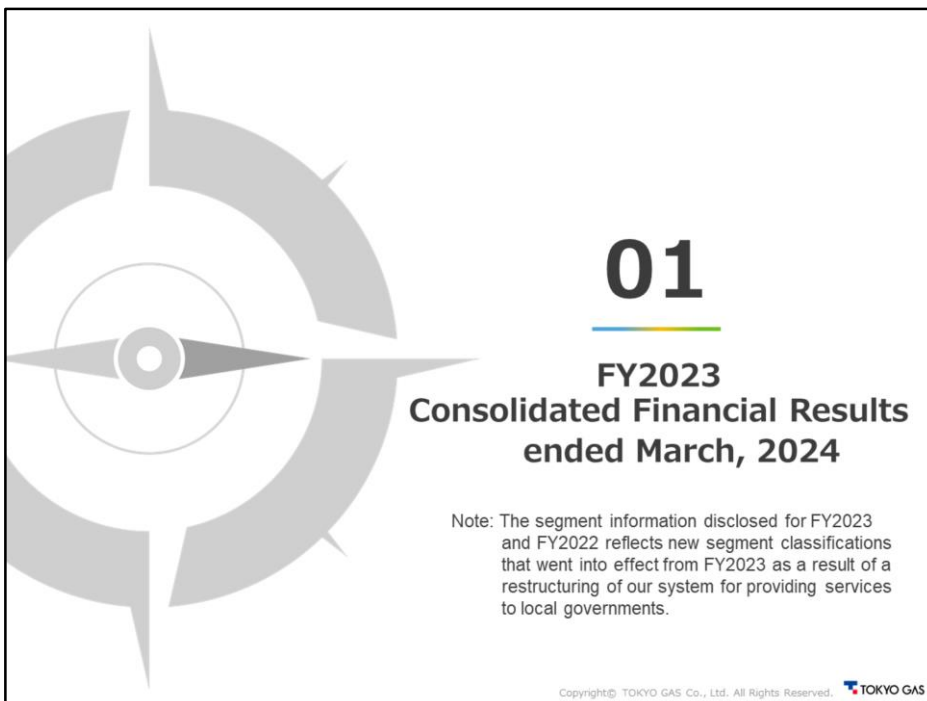 01
FY2023
Consolidated Financial Results
ended March, 2024
Note: The segment information disclosed for FY2023
and FY2022 reflects new segment classifications
that went into effect from FY2023 as a result of a
restructuring of our system for providing services
to local governments.
Copyright© TOKYO GAS Co., Ltd. All Rights Reserved.
TOKYO GAS